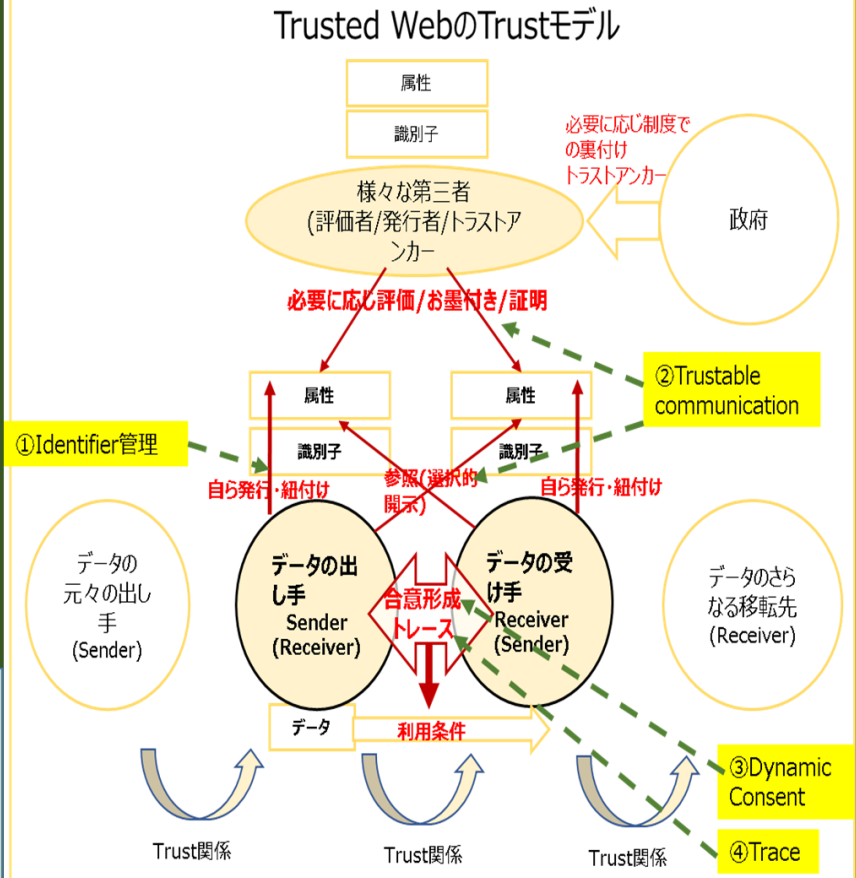 Trusted WebのTrustモデル
属性
識別子
必要に応じ制度で
の裏付け
トラストアンカー
様々な第三者
(評価者/発行者/トラストア
ンカー
政府
必要に応じ評価/お墨付き/証明
②Trustable
communication
属性
属性
①Identifier管理
識別子
識別子
自ら発行・紐付け
参照(選択的
開示)
自ら発行・紐付け
データの
元々の出し
手
(Sender)
データの出
し手
Sender
(Receiver)
合意形成
トレース
データの受
け手
Receiver
(Sender)
データのさら
なる移転先
(Receiver)
データ
利用条件
③Dynamic
Consent
④Trace
Trust関係
Trust関係
Trust関係